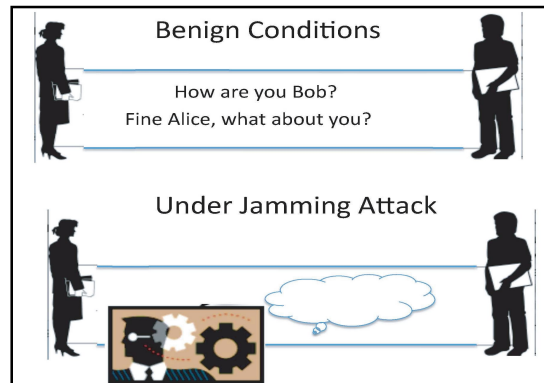 Benign Conditions
How are you Bob?
Fine Alice, what about you?
Under Jamming Attack